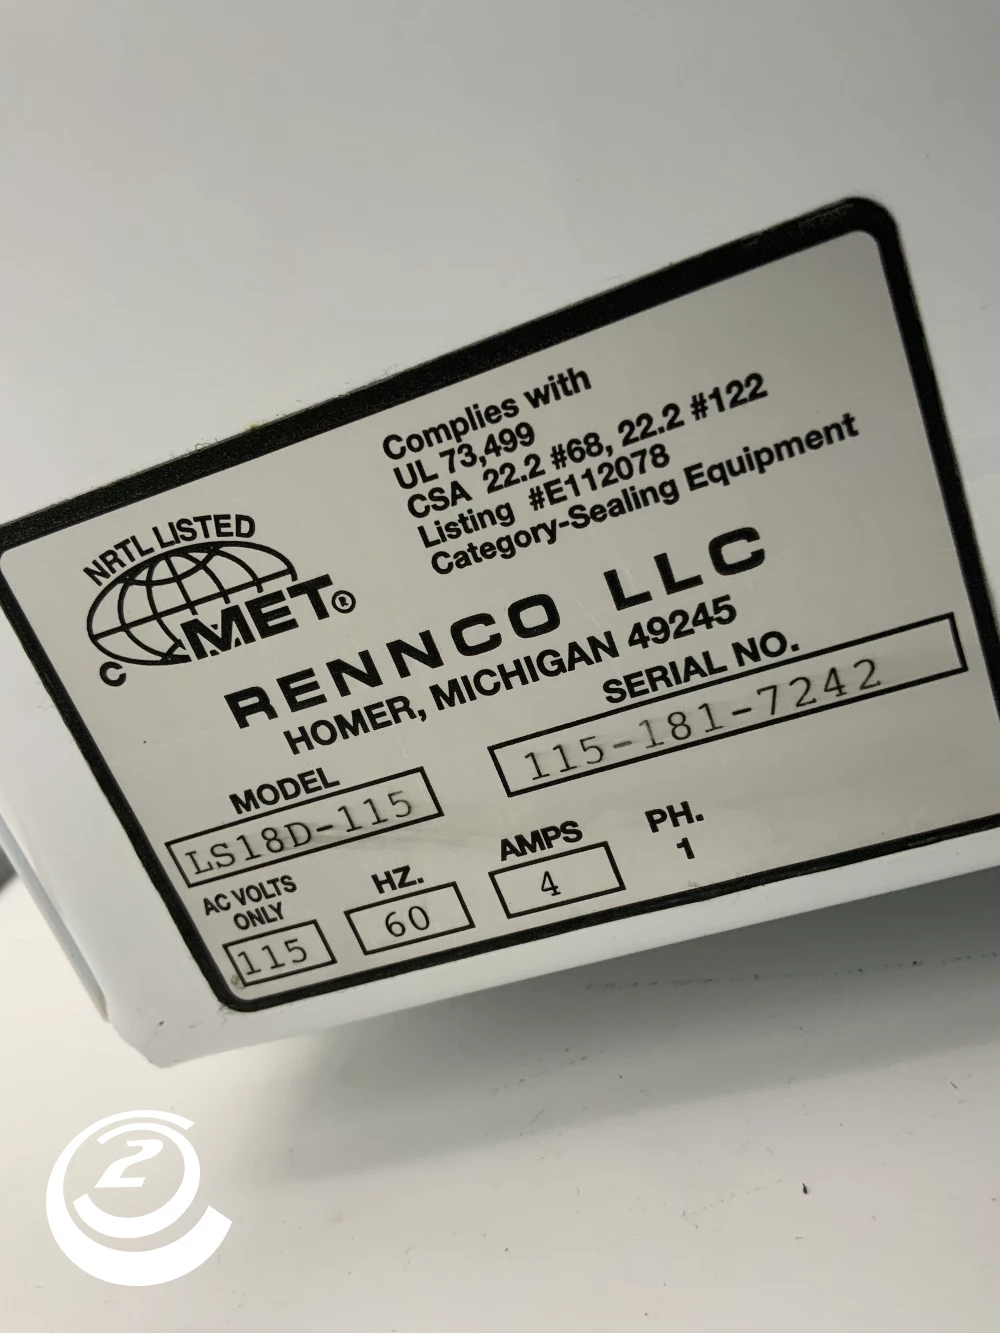 Complies with
UL 73,499
CSA 22.2 #68, 22.2 #122
Listing #E112078
Category-Sealing Equipment
NRTL LISTED
C MET®
RENNCO LLC
HOMER, MICHIGAN 49245
MODEL
LS18D-115
SERIAL NO.
115-181-7242
AC VOLTS
ONLY
115
HZ.
60
AMPS
4
PH.
1
2